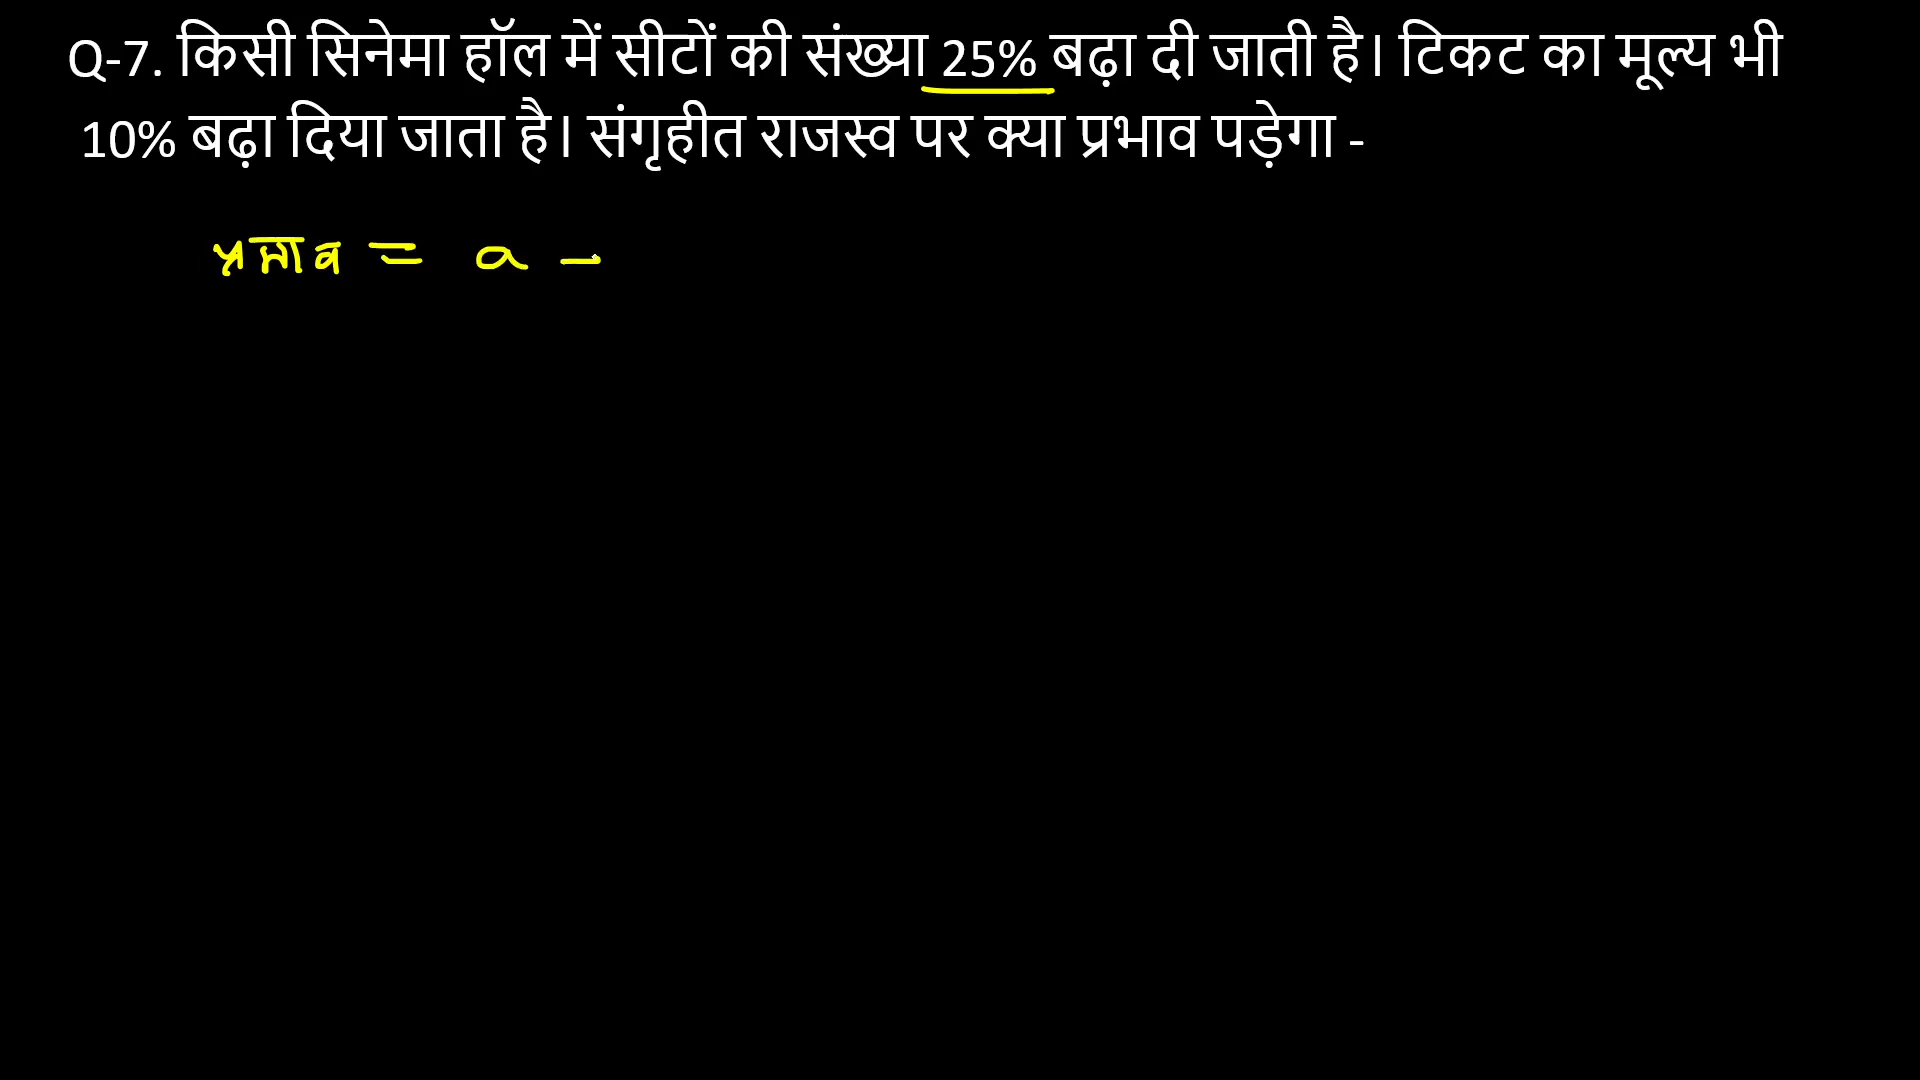 Q-7. किसी सिनेमा हॉल में सीटों की संख्या 25% बढ़ा दी जाती है। टिकट का मूल्य भी
10% बढ़ा दिया जाता है। संगृहीत राजस्व पर क्या प्रभाव पड़ेगा -
प्रभाव = a -